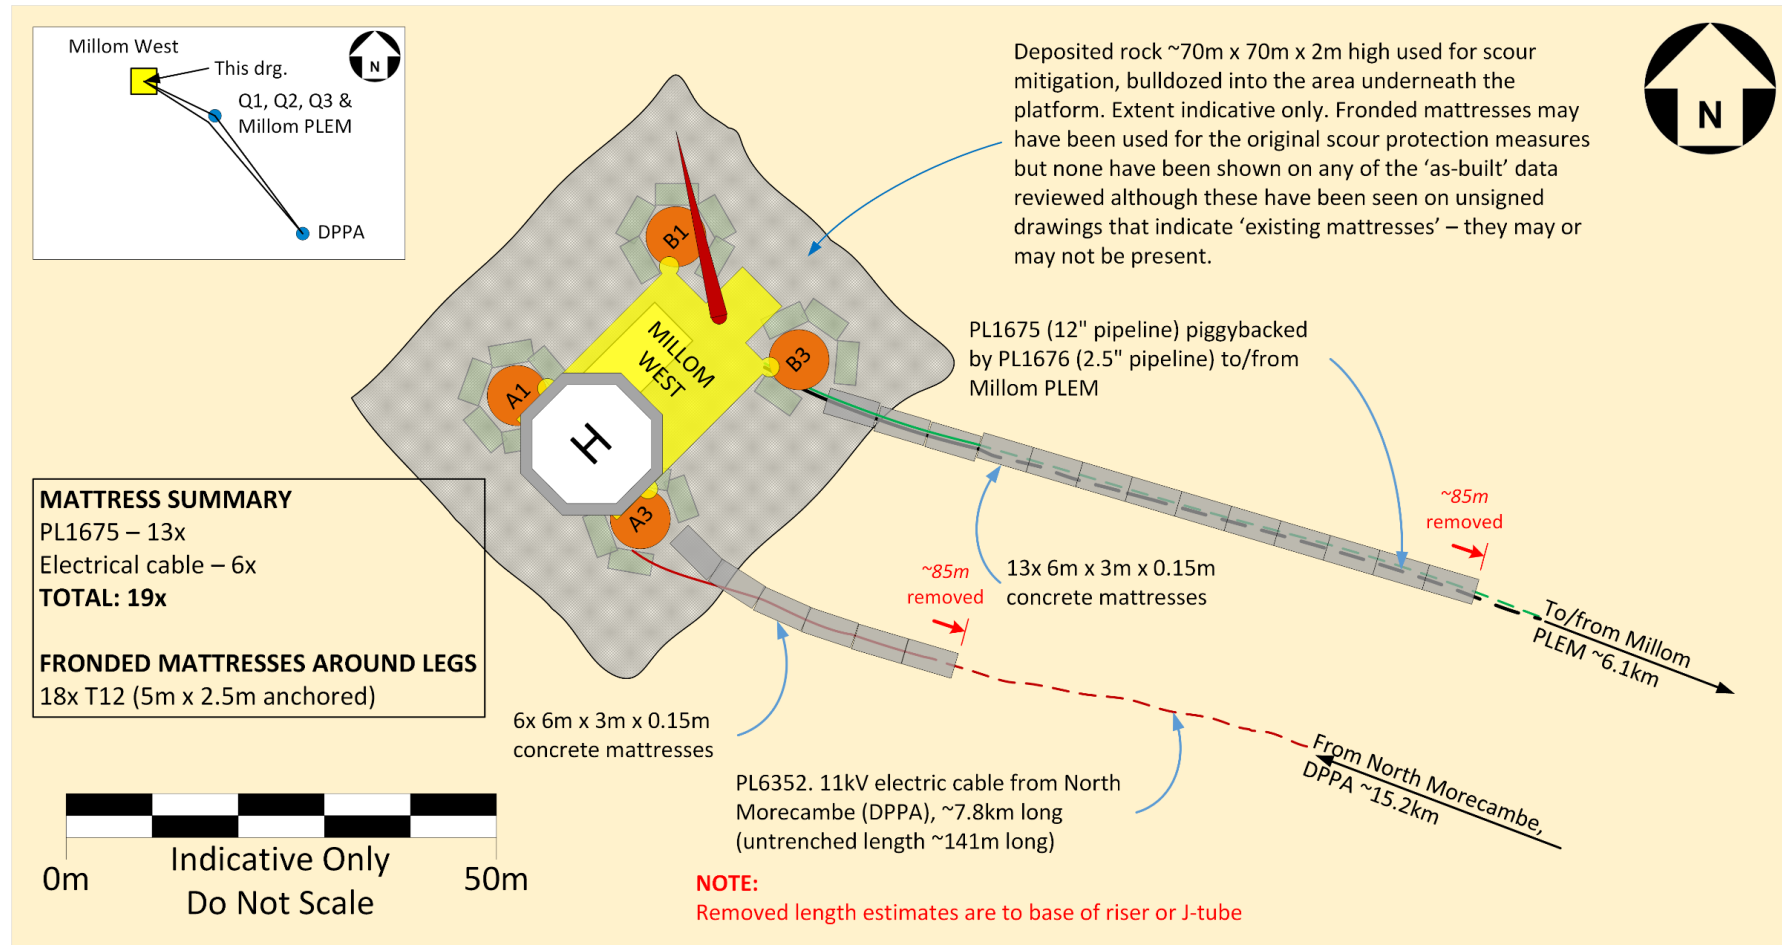 Millom West
N
This drg.
Q1, Q2, Q3 &
Millom PLEM
DPPA
Deposited rock ~70m x 70m x 2m high used for scour
mitigation, bulldozed into the area underneath the
platform. Extent indicative only. Fronded mattresses may
have been used for the original scour protection measures
but none have been shown on any of the ‘as-built’ data
reviewed although these have been seen on unsigned
drawings that indicate ‘existing mattresses’ – they may or
may not be present.
N
B1
MILLOM
WEST
B3
A1
H
A3
PL1675 (12" pipeline) piggybacked
by PL1676 (2.5" pipeline) to/from
Millom PLEM
~85m
removed
13x 6m x 3m x 0.15m
concrete mattresses
~85m
removed
To/from Millom
PLEM ~6.1km
MATTRESS SUMMARY
PL1675 – 13x
Electrical cable – 6x
TOTAL: 19x
FRONDED MATTRESSES AROUND LEGS
18x T12 (5m x 2.5m anchored)
6x 6m x 3m x 0.15m
concrete mattresses
From North Morecambe,
DPPA ~15.2km
PL6352. 11kV electric cable from North
Morecambe (DPPA), ~7.8km long
(untrenched length ~141m long)
Indicative Only
Do Not Scale
0m
50m
NOTE:
Removed length estimates are to base of riser or J-tube